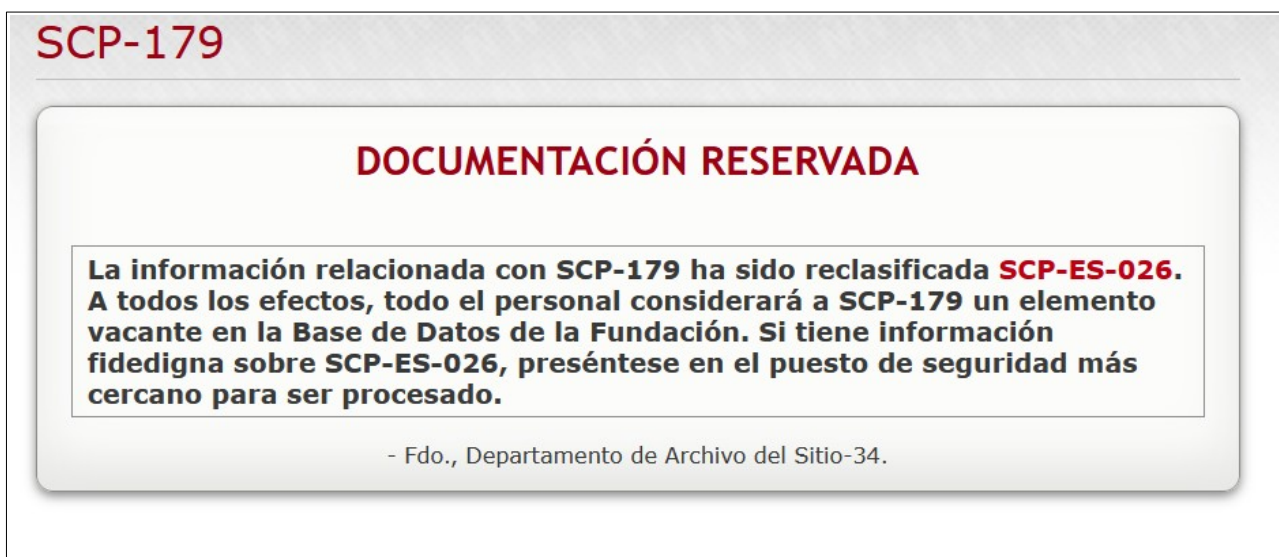 SCP-179
DOCUMENTACIÓN RESERVADA
La información relacionada con SCP-179 ha sido reclasificada SCP-ES-026.
A todos los efectos, todo el personal considerará a SCP-179 un elemento
vacante en la Base de Datos de la Fundación. Si tiene información
fidedigna sobre SCP-ES-026, preséntese en el puesto de seguridad más
cercano para ser procesado.
- Fdo., Departamento de Archivo del Sitio-34.